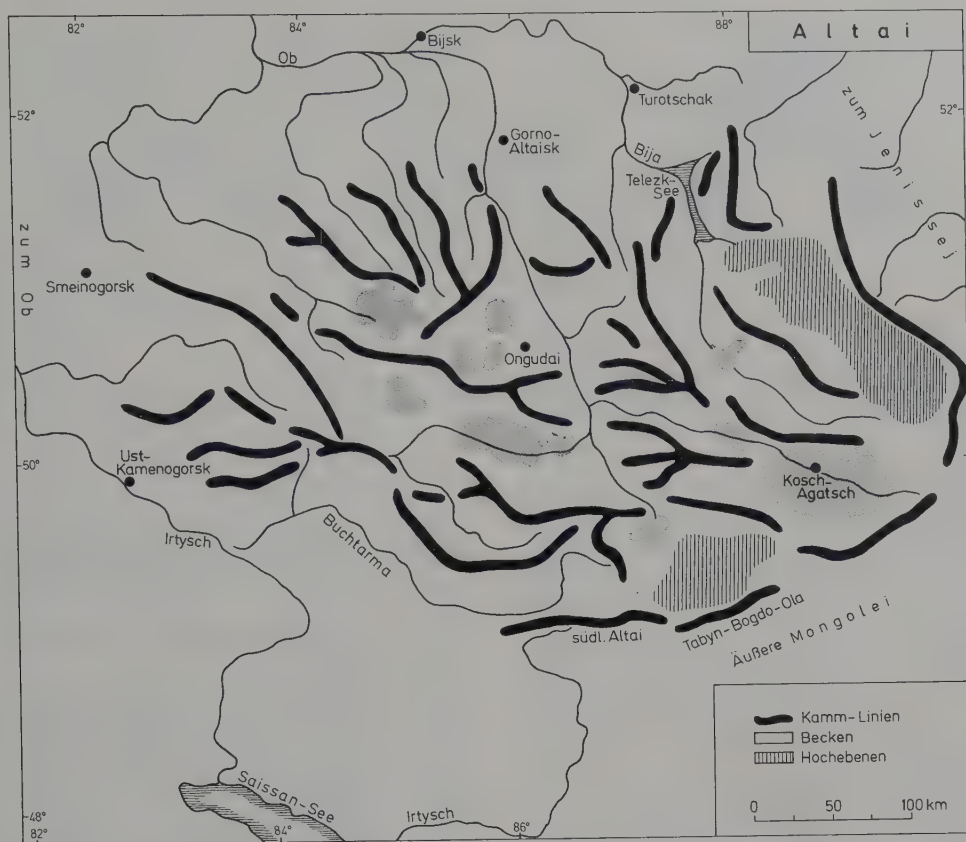 82°
84°
88°
Altai
Ob
Bijsk
Turotschak
52°
52°
Gorno-
Altaisk
Bija
Telezk-
See
zum Jenissej
zum Ob
Smeinogorsk
Ongudai
50°
50°
Ust-
Kamenogorsk
Kosch-
Agatsch
Irtysch
Buchtarma
südl. Altai
Tabyn-Bogdo-Ola
Äußere Mongolei
Kamm-Linien
Becken
Hochebenen
0 50 100 km
Saissan-See
Irtysch
48°
82°
84°
86°